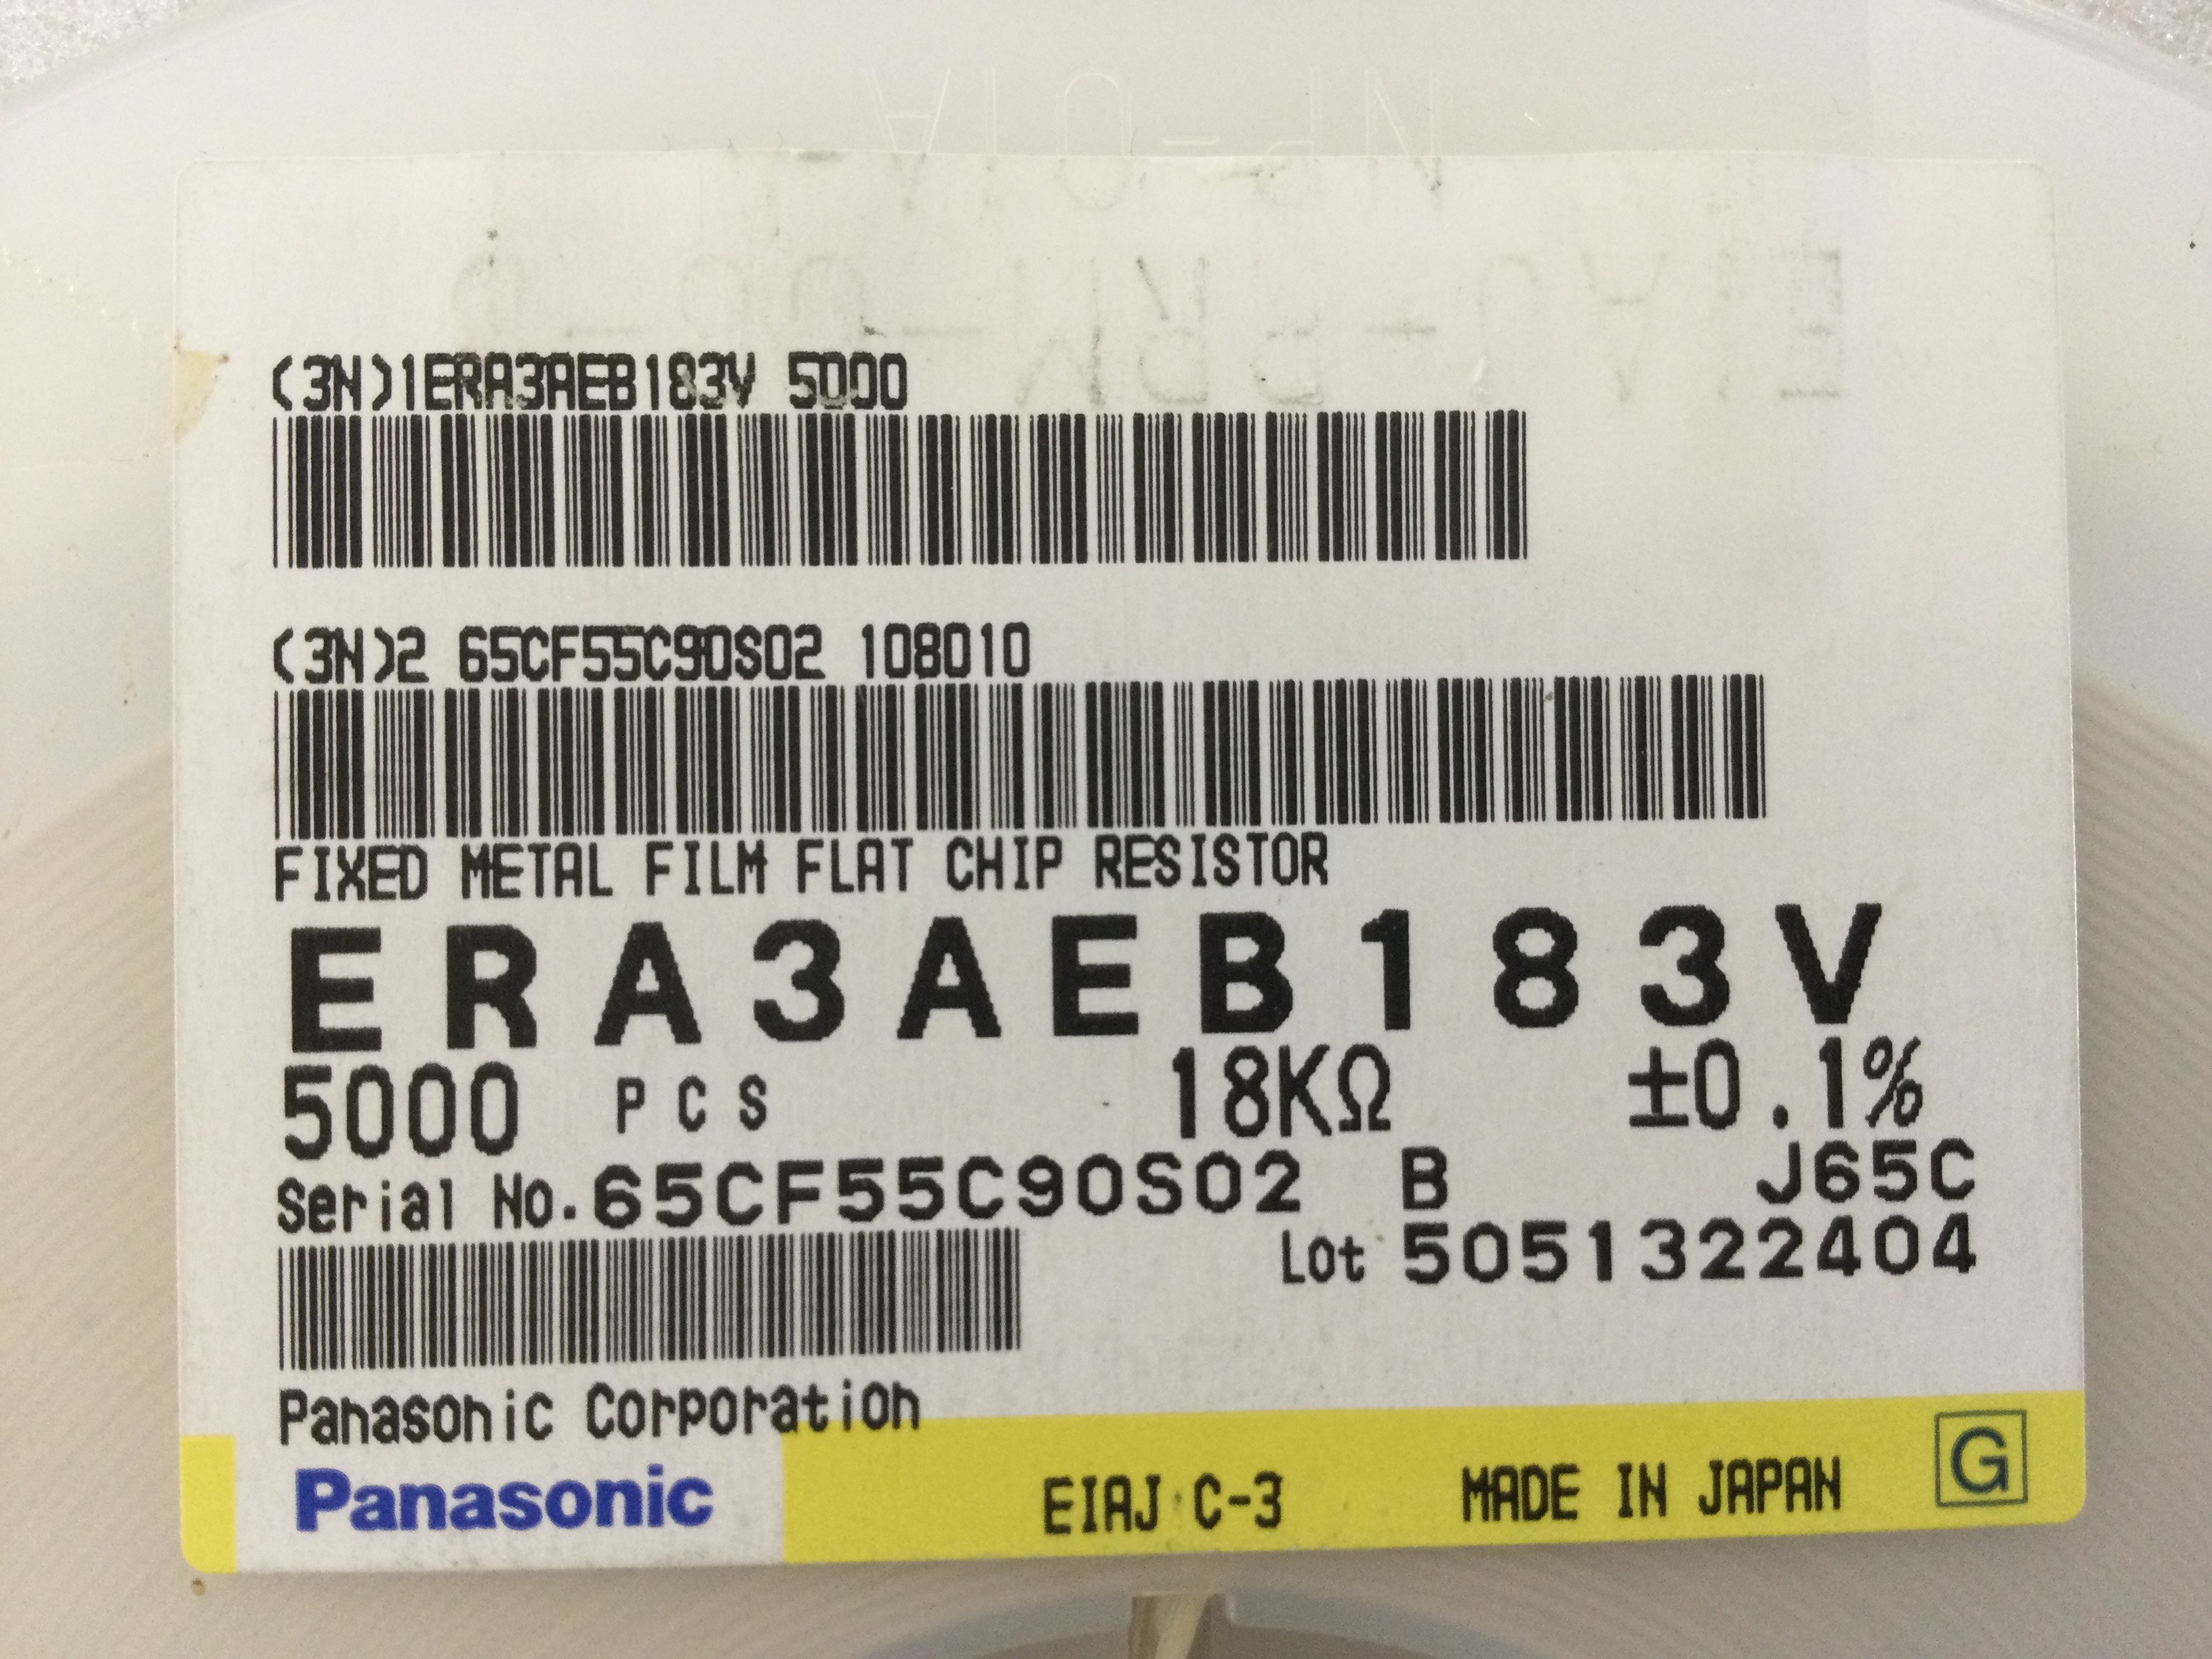 (3N)1ERA3AEB183V 5000
(3N)2 65CF55C90S02 108010
FIXED METAL FILM FLAT CHIP RESISTOR
ERA3AEB183V
5000 PCS 18KΩ ±0.1%
Serial No.65CF55C90S02 B J65C
Lot 5051322404
Panasonic Corporation
Panasonic EIAJ C-3 MADE IN JAPAN G